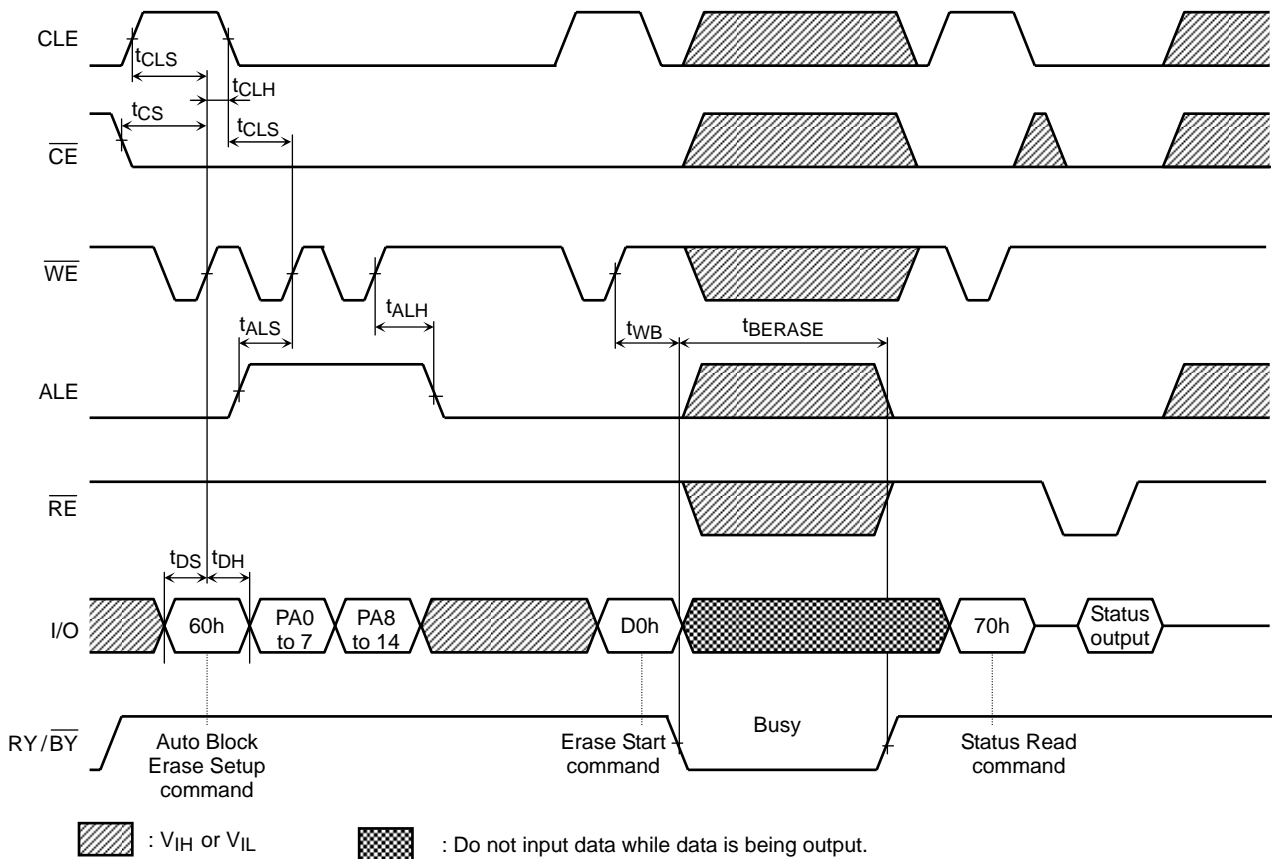 CLE
tCLS
tCLH
tCS
tCLS
CE
WE
tALS
tALH
tWB
tBERASE
ALE
RE
tDS
tDH
I/O
60h
PA0
to 7
PA8
to 14
D0h
70h
Status
output
RY/BY
Busy
Auto Block
Erase Setup
command
Erase Start
command
Status Read
command
: VIH or VIL
: Do not input data while data is being output.